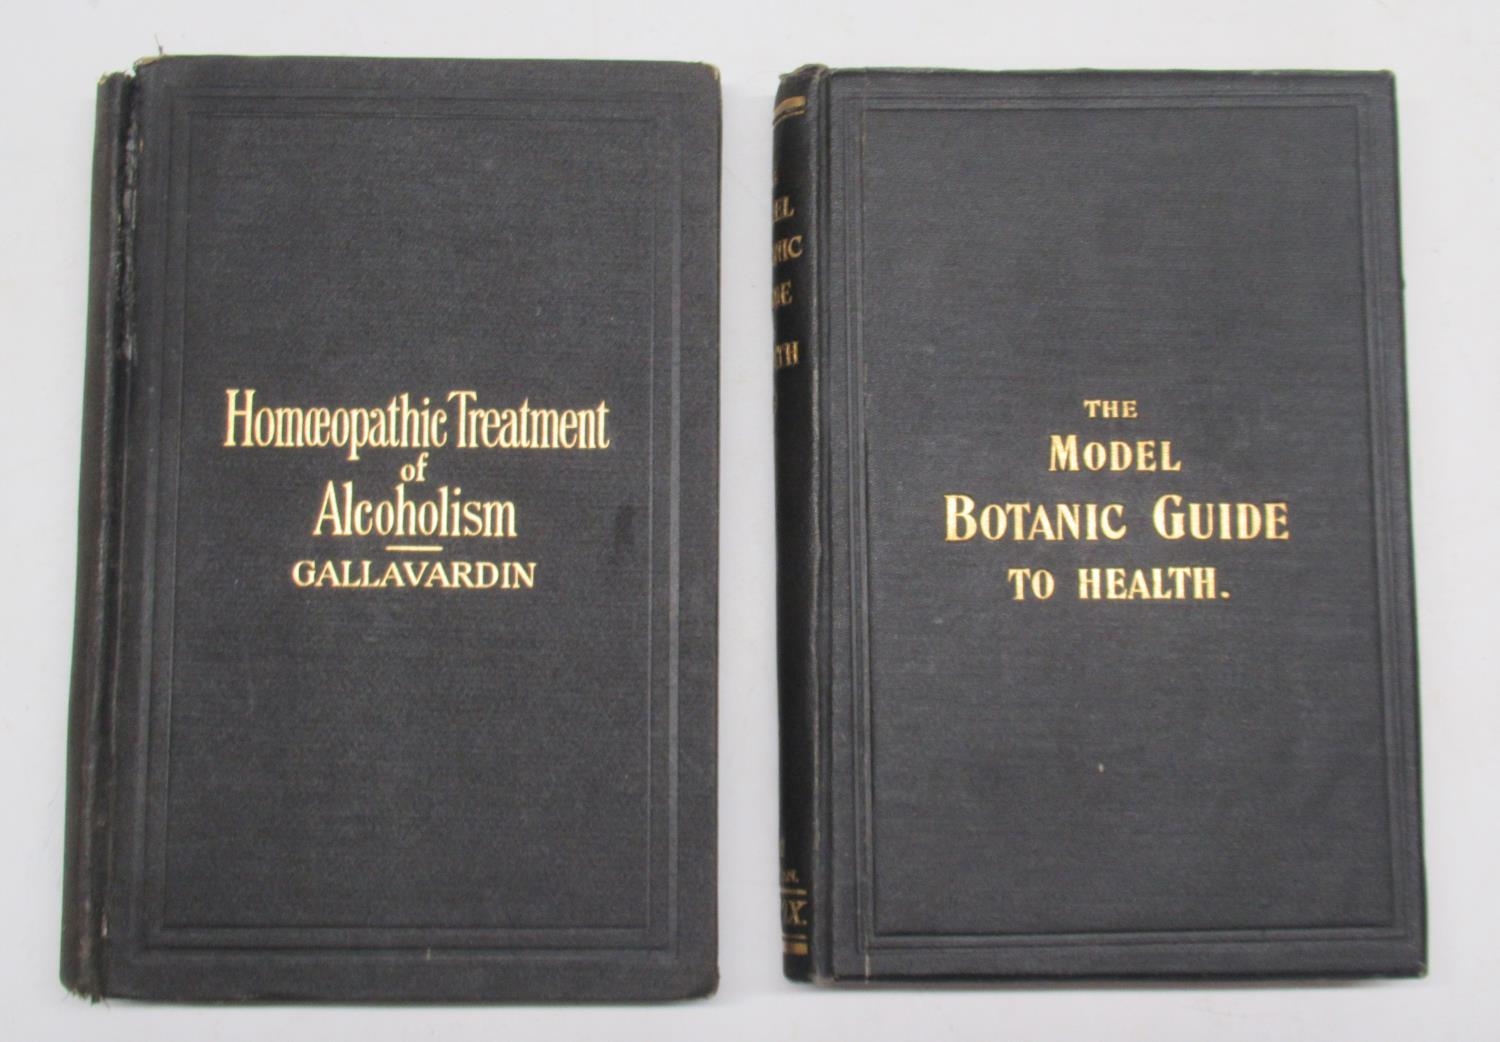 Homœopathic Treatment
of
Alcoholism
GALLAVARDIN
THE
MODEL
BOTANIC GUIDE
TO HEALTH.